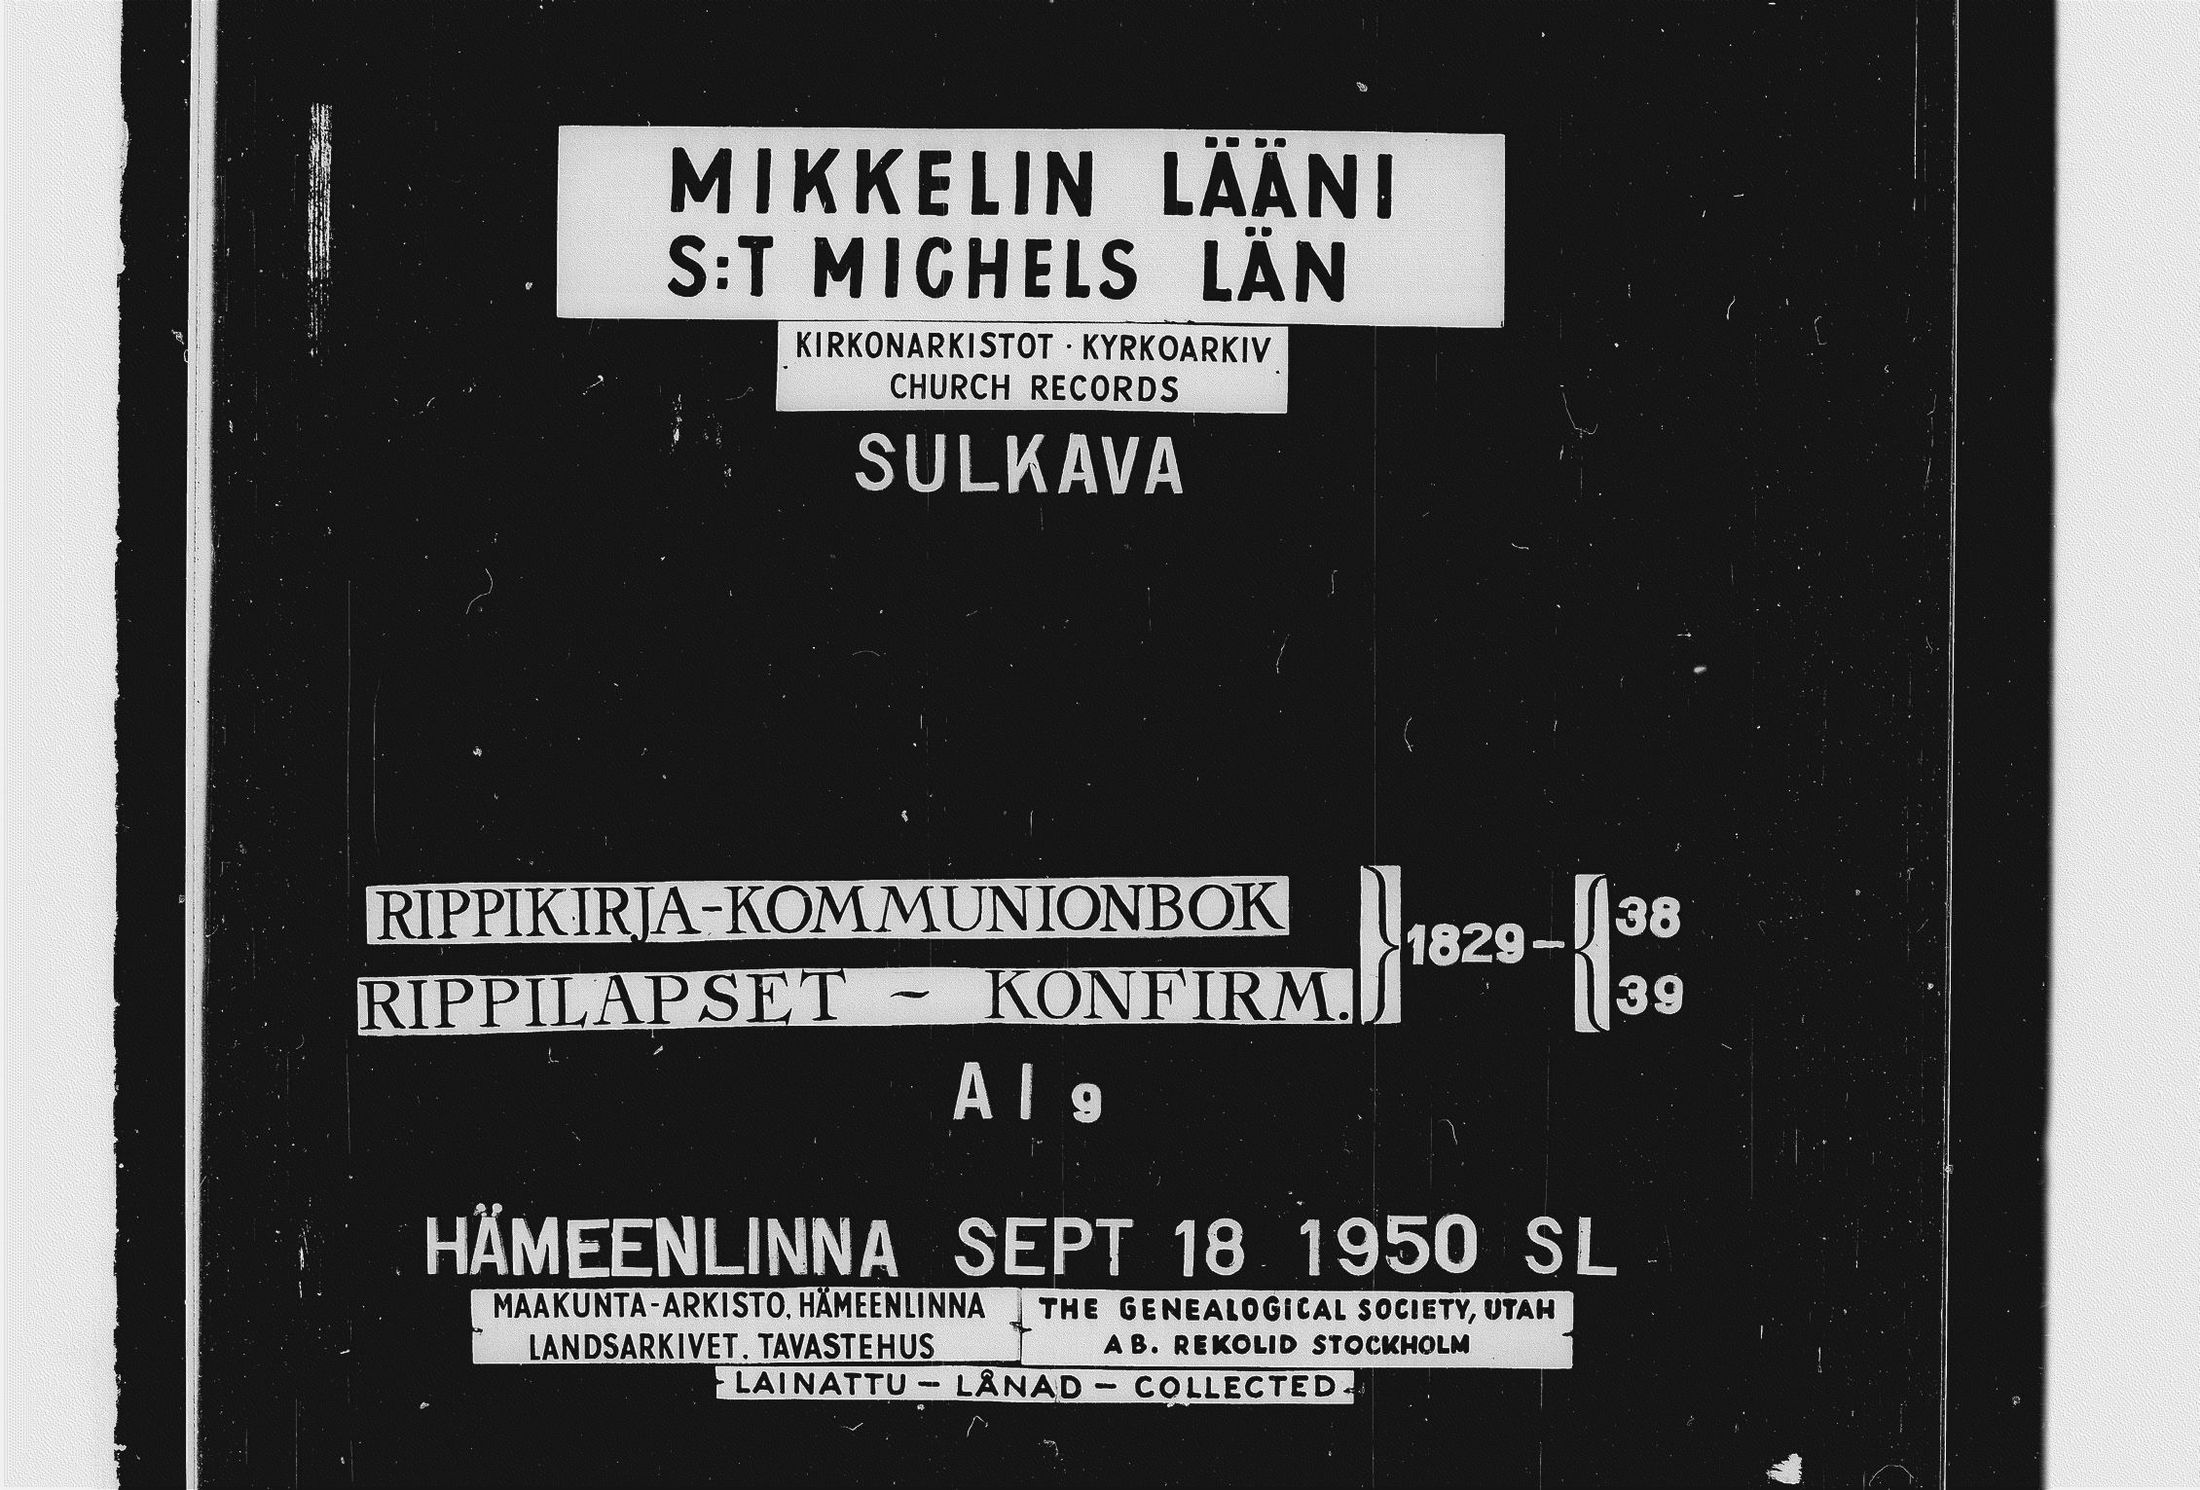 MIKKELIN LÄÄNI
S:T MICHELS LÄN
KIRKONARKISTOT · KYRKOARKIV
CHURCH RECORDS
SULKAVA
RIPPIKIRJA-KOMMUNIONBOK
RIPPILAPSET - KONFIRM.
} 1829 - { 38
39
A I 9
HÄMEENLINNA SEPT 18 1950 SL
MAAKUNTA-ARKISTO, HÄMEENLINNA
LANDSARKIVET. TAVASTEHUS
THE GENEALOGICAL SOCIETY, UTAH
AB. REKOLID STOCKHOLM
LAINATTU - LÅNAD - COLLECTED